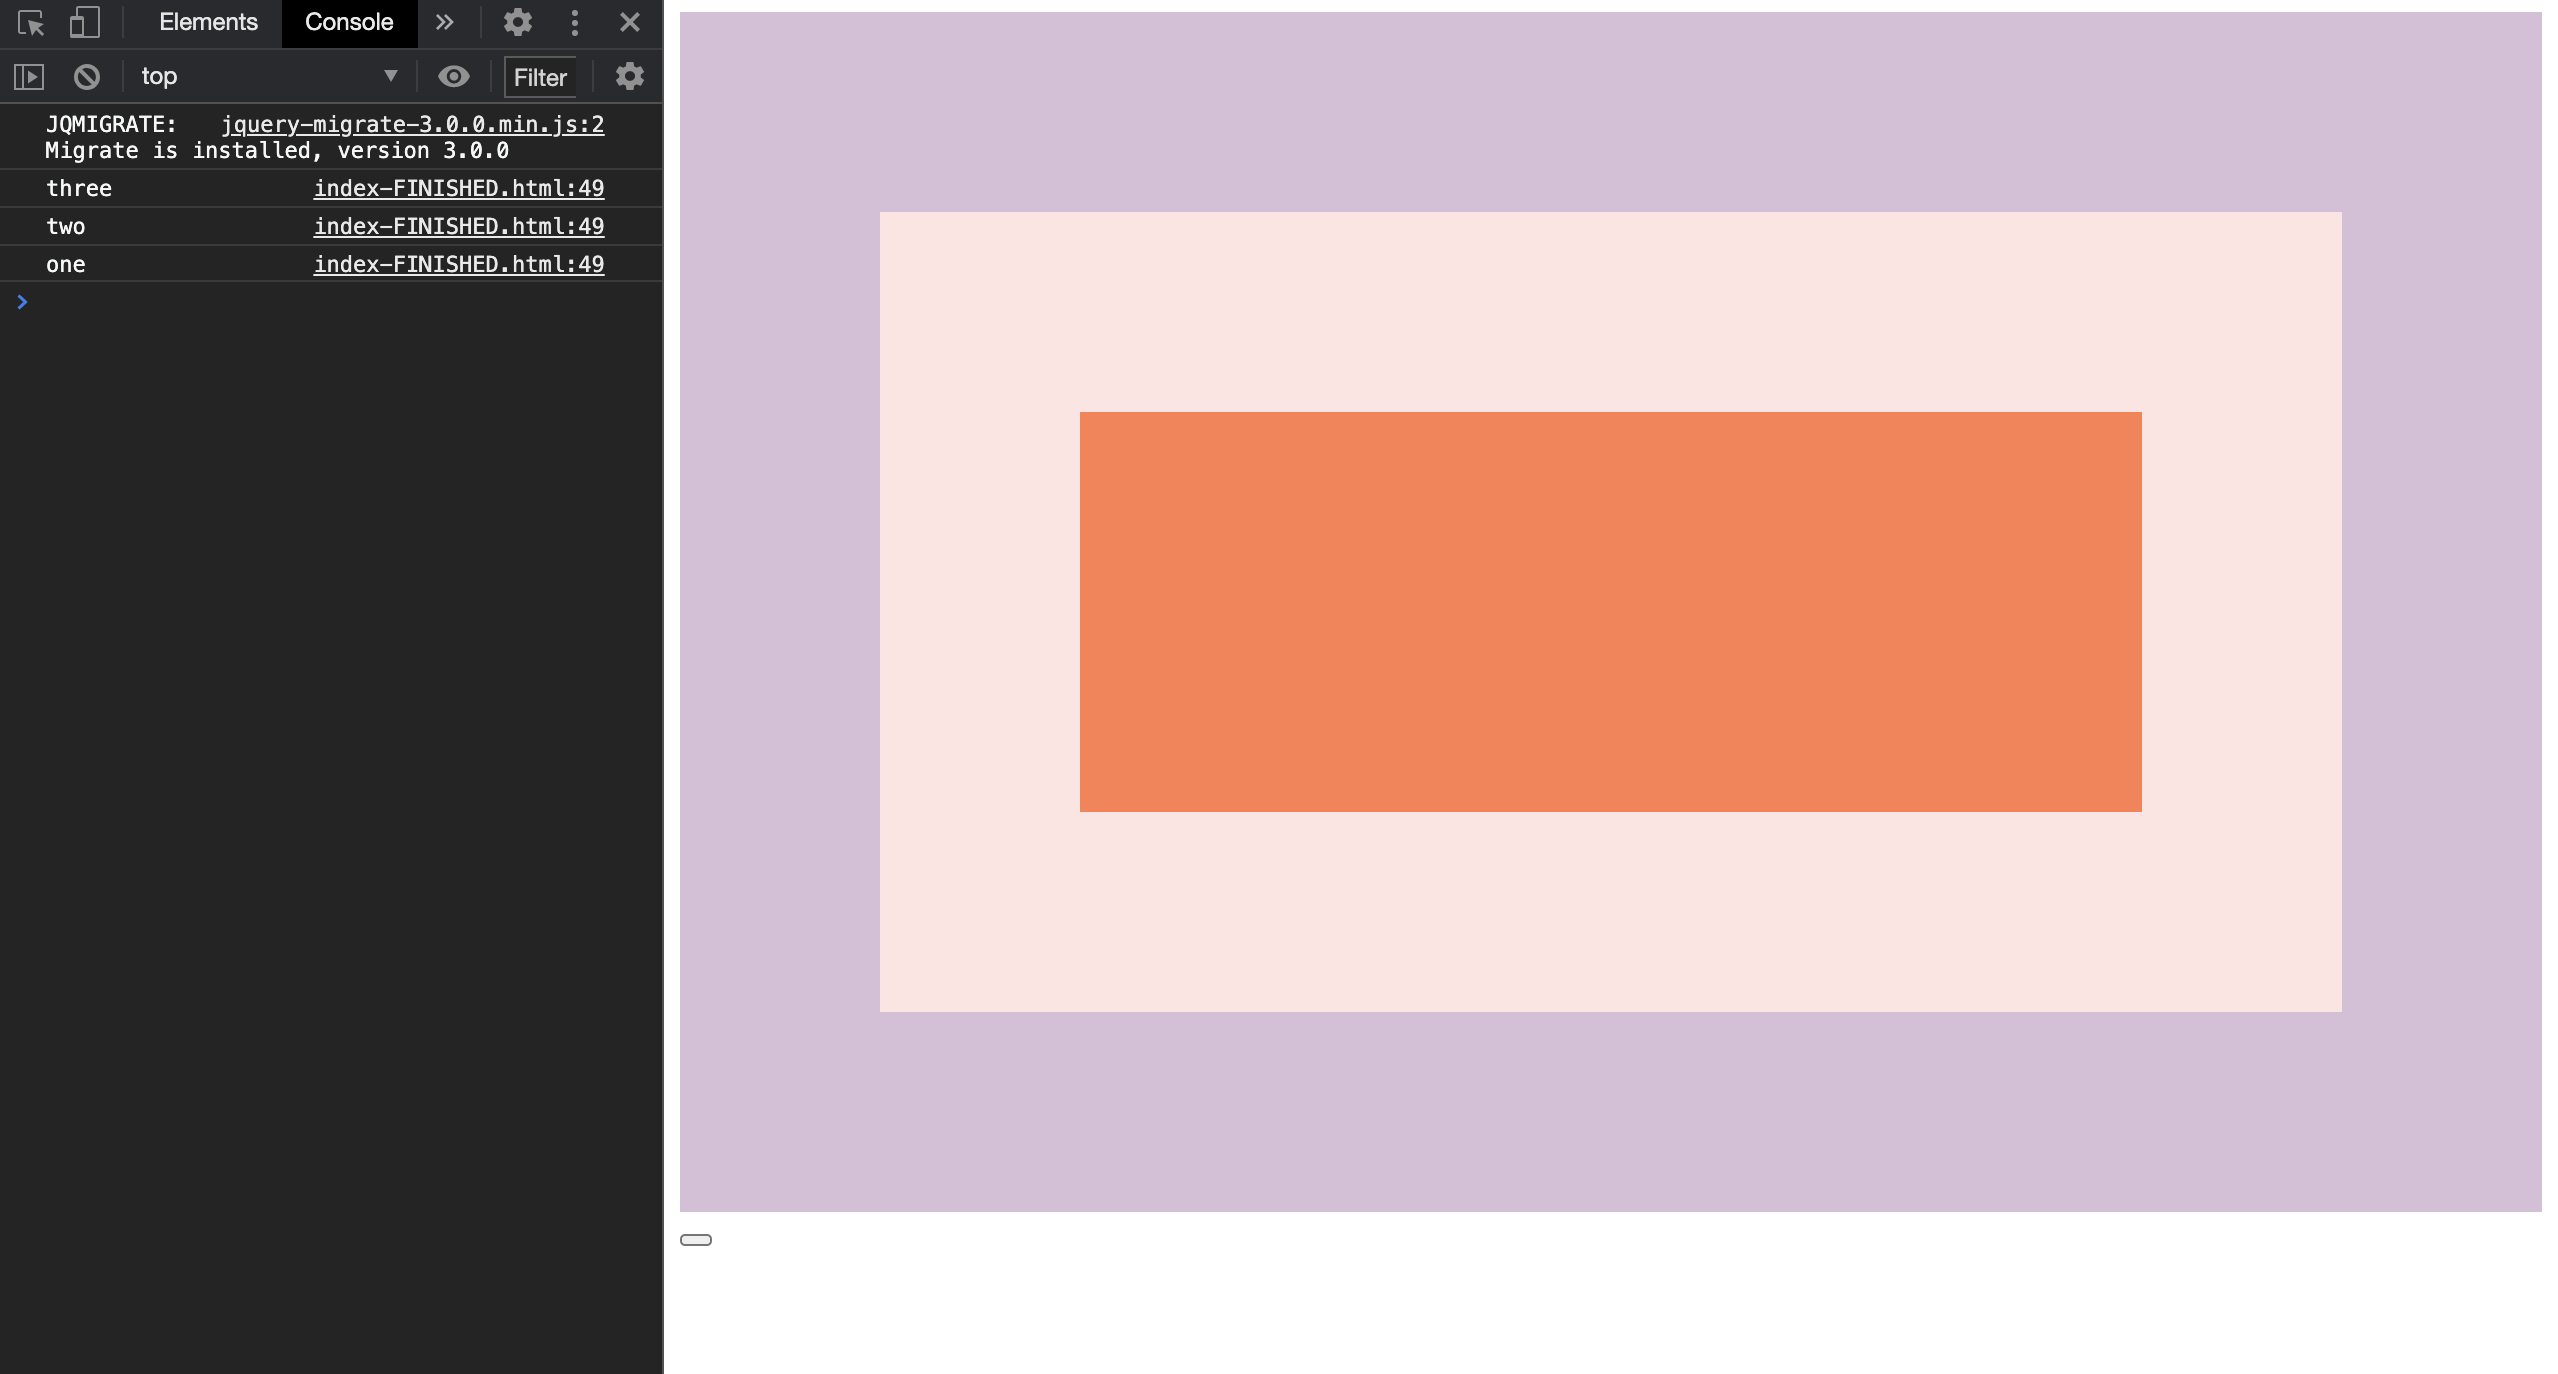 Elements Console
top Filter
JQMIGRATE: jquery-migrate-3.0.0.min.js:2
Migrate is installed, version 3.0.0
three index-FINISHED.html:49
two index-FINISHED.html:49
one index-FINISHED.html:49